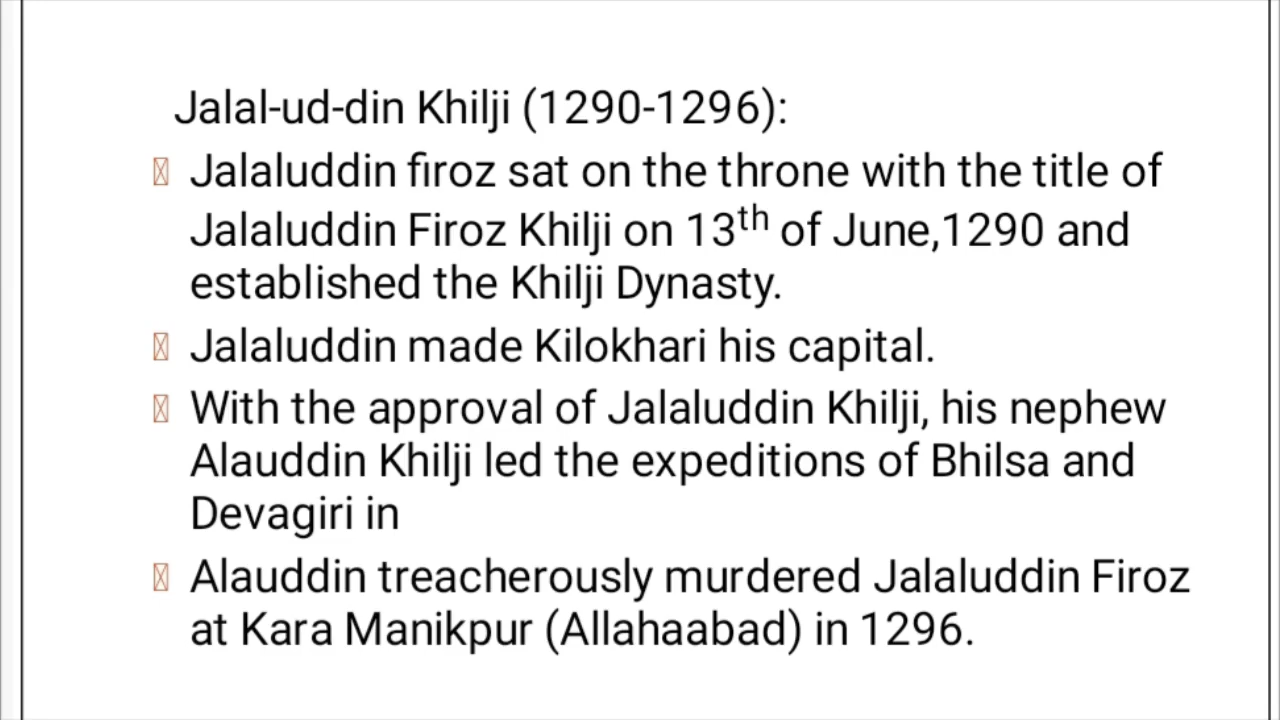 Jalal-ud-din Khilji (1290-1296):
Jalaluddin firoz sat on the throne with the title of
Jalaluddin Firoz Khilji on 13th of June,1290 and
established the Khilji Dynasty.
Jalaluddin made Kilokhari his capital.
With the approval of Jalaluddin Khilji, his nephew
Alauddin Khilji led the expeditions of Bhilsa and
Devagiri in
Alauddin treacherously murdered Jalaluddin Firoz
at Kara Manikpur (Allahaabad) in 1296.